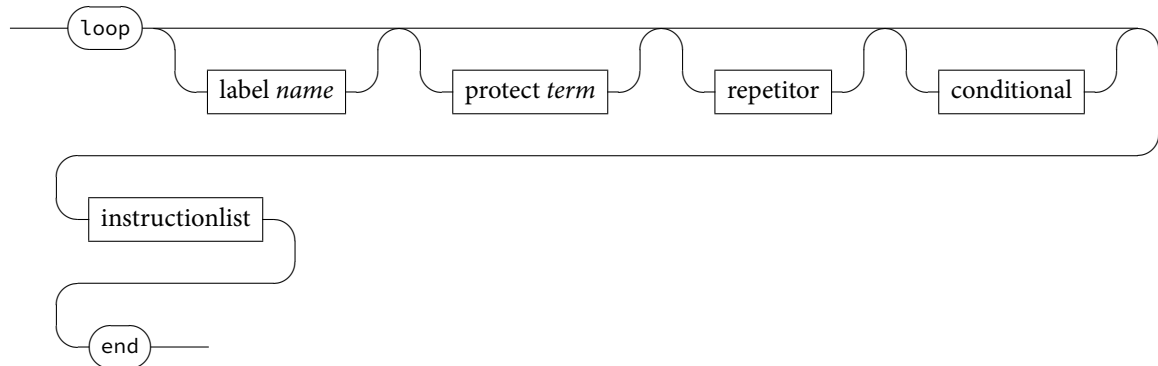 loop
label name protect term repetitor conditional
instructionlist
end